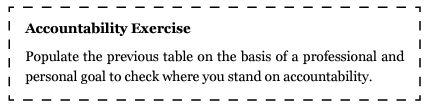 Accountability Exercise
Populate the previous table on the basis of a professional and
personal goal to check where you stand on accountability.